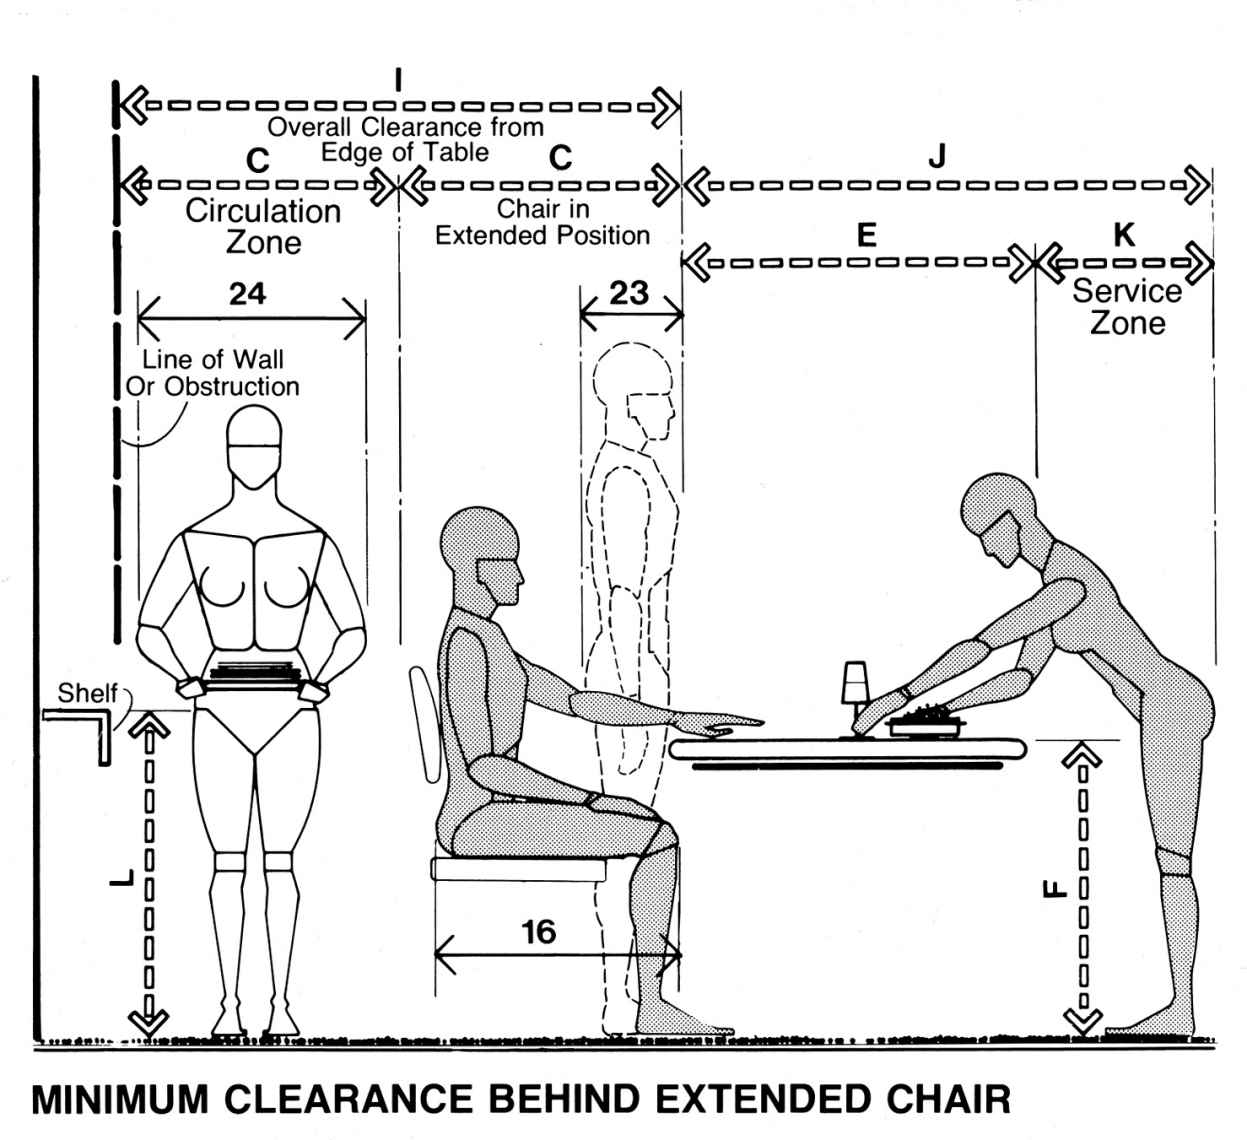 I
Overall Clearance from
Edge of Table
C
C
J
Circulation
Zone
Chair in
Extended Position
E
K
Service
Zone
24
23
Line of Wall
Or Obstruction
Shelf
L
F
16
MINIMUM CLEARANCE BEHIND EXTENDED CHAIR